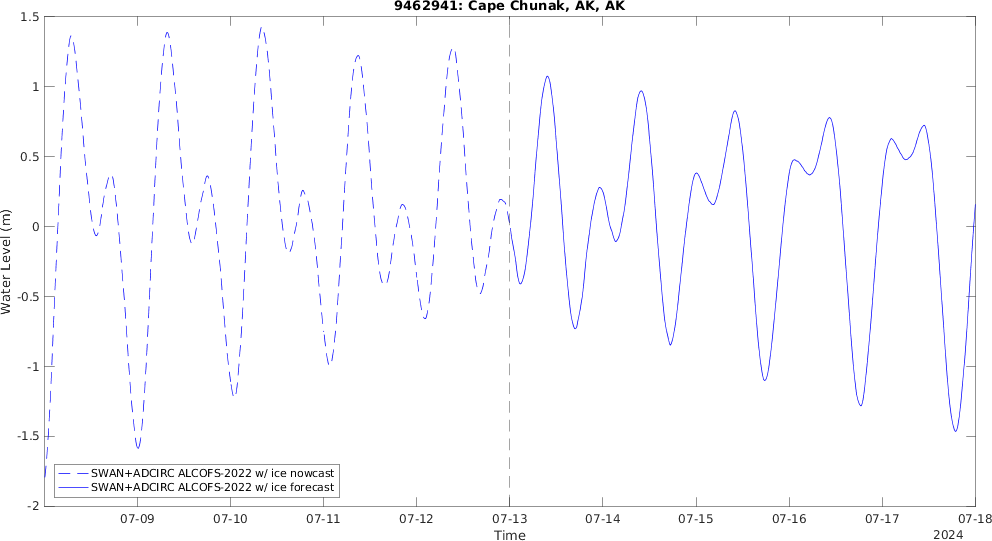 9462941: Cape Chunak, AK, AK
Water Level (m)
1.5
1
0.5
0
-0.5
-1
-1.5
-2
SWAN+ADCIRC ALCOFS-2022 w/ ice nowcast
SWAN+ADCIRC ALCOFS-2022 w/ ice forecast
07-09 07-10 07-11 07-12 07-13 07-14 07-15 07-16 07-17 07-18
Time
2024